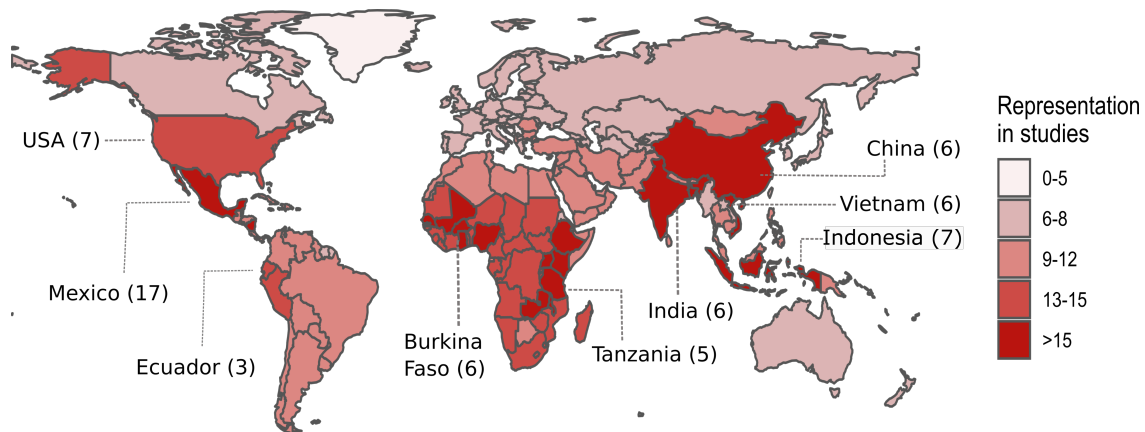 Representation
in studies
0-5
6-8
9-12
13-15
>15
USA (7)
Mexico (17)
Ecuador (3)
Burkina
Faso (6)
Tanzania (5)
India (6)
China (6)
Vietnam (6)
Indonesia (7)